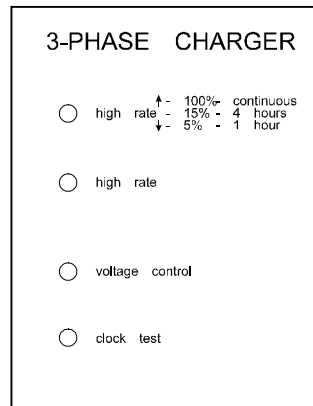 3-PHASE CHARGER
↑ - 100%- continuous
high rate - 15% - 4 hours
↓ - 5% - 1 hour
high rate
voltage control
clock test